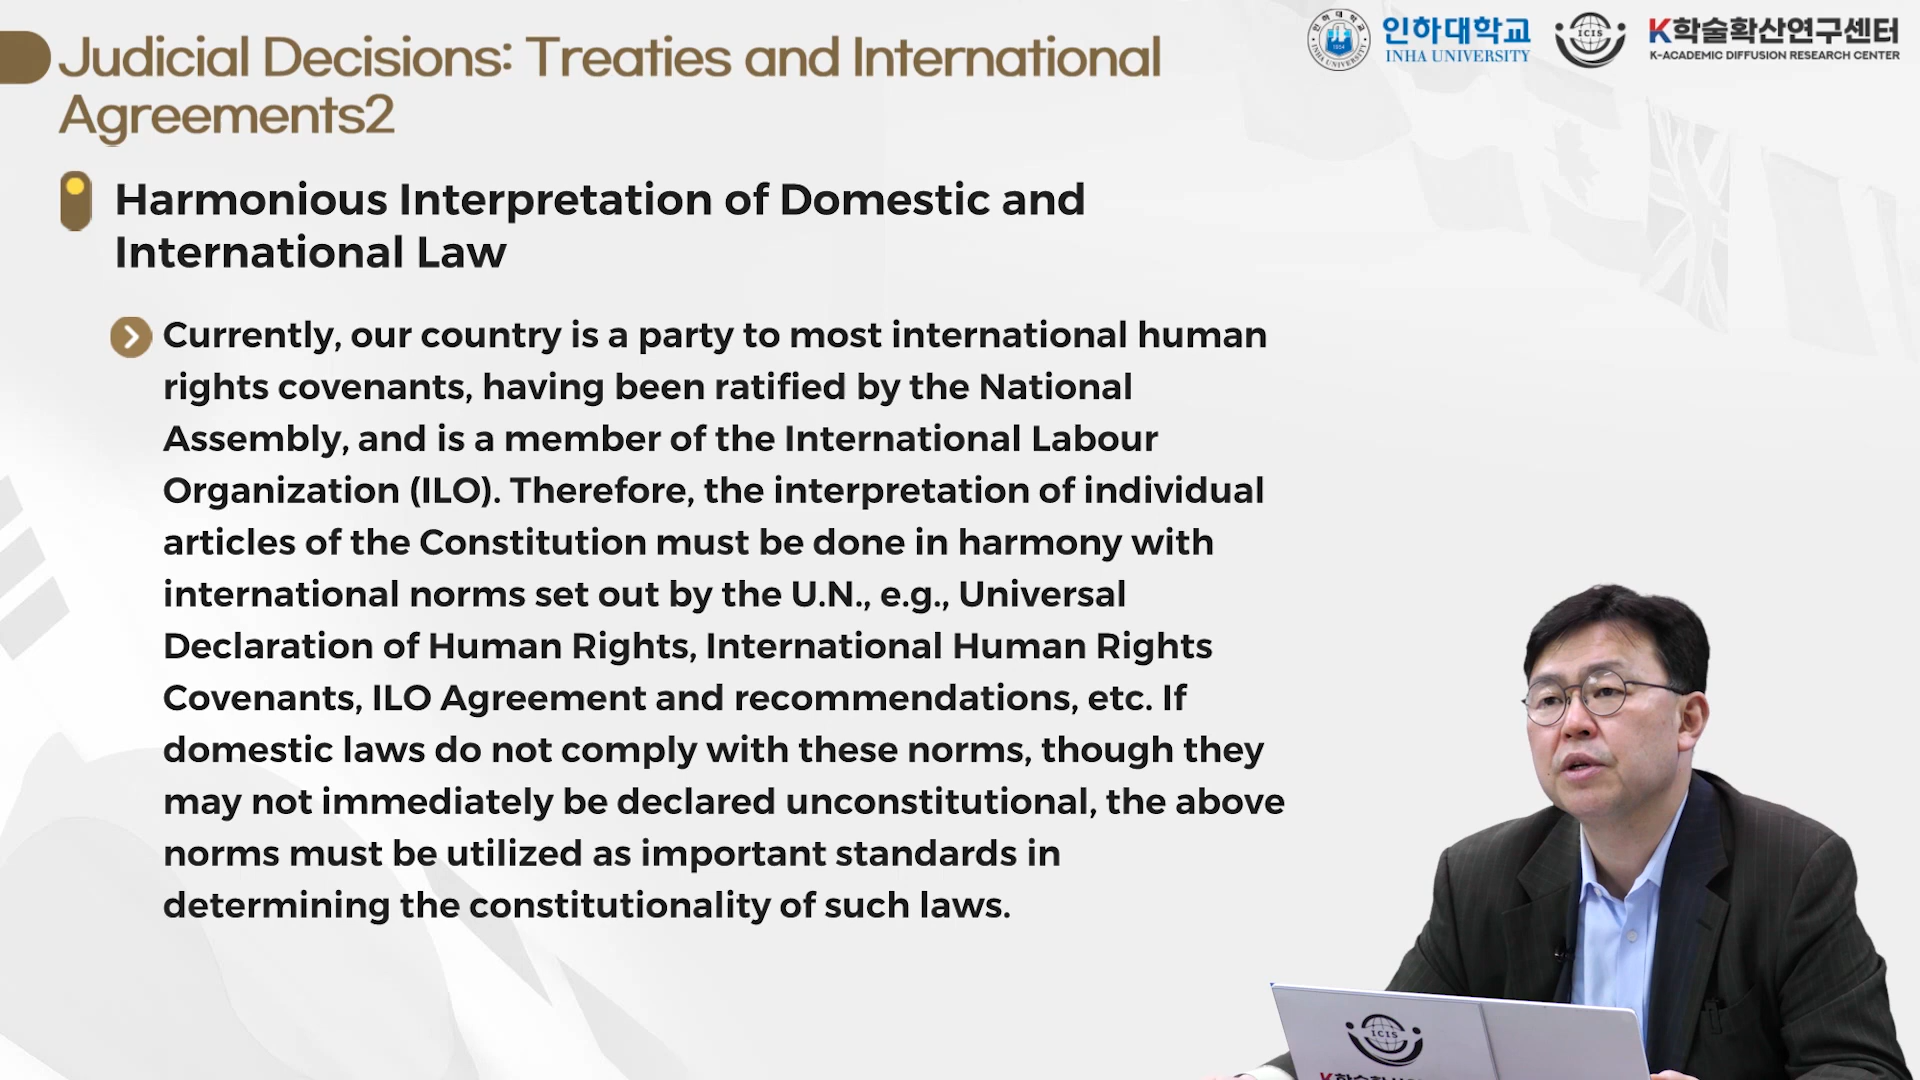 Judicial Decisions: Treaties and International
Agreements2
인하대학교
INHA UNIVERSITY
1954
ICIS
K학술확산연구센터
K-ACADEMIC DIFFUSION RESEARCH CENTER
Harmonious Interpretation of Domestic and
International Law
Currently, our country is a party to most international human
rights covenants, having been ratified by the National
Assembly, and is a member of the International Labour
Organization (ILO). Therefore, the interpretation of individual
articles of the Constitution must be done in harmony with
international norms set out by the U.N., e.g., Universal
Declaration of Human Rights, International Human Rights
Covenants, ILO Agreement and recommendations, etc. If
domestic laws do not comply with these norms, though they
may not immediately be declared unconstitutional, the above
norms must be utilized as important standards in
determining the constitutionality of such laws.
ICIS